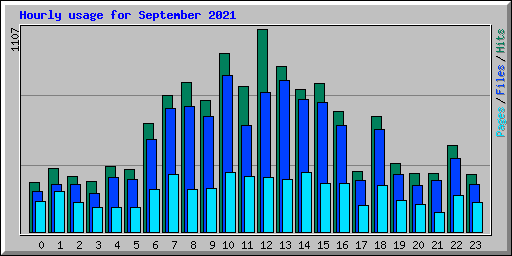 Hourly usage for September 2021
1107
Pages / Files / Hits
0 1 2 3 4 5 6 7 8 9 10 11 12 13 14 15 16 17 18 19 20 21 22 23